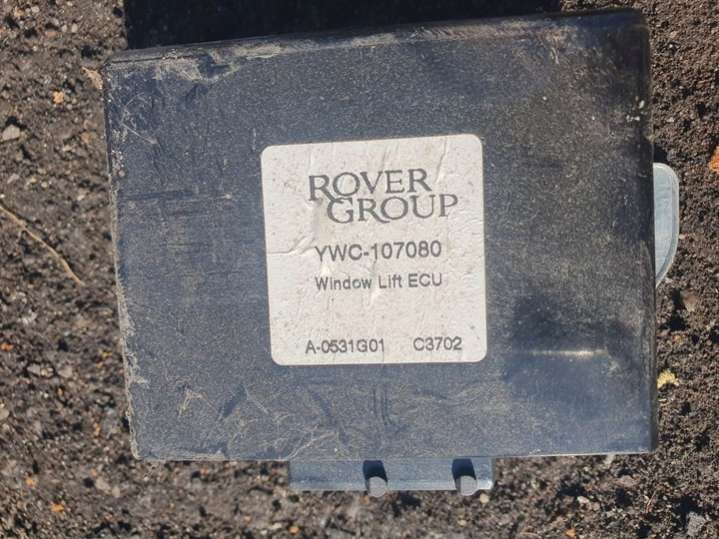 ROVER
GROUP
YWC-107080
Window Lift ECU
A-0531G01 C3702